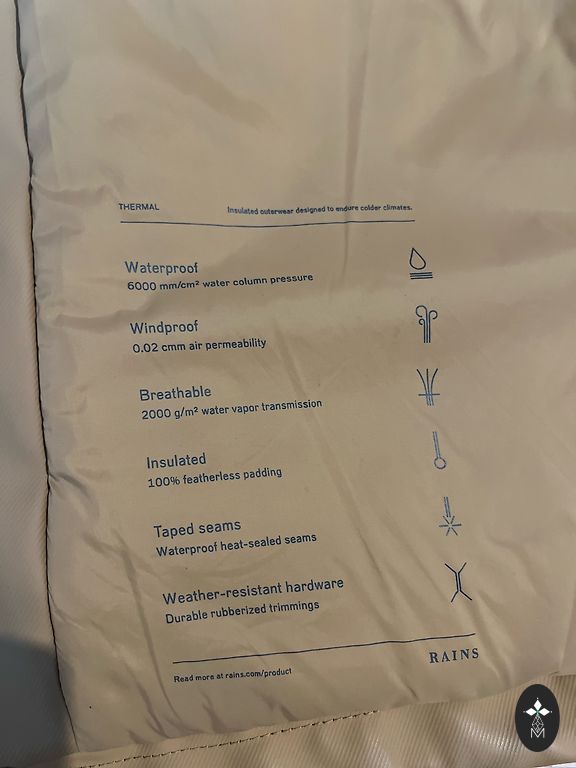 THERMAL Insulated outerwear designed to endure colder climates.
Waterproof
6000 mm/cm² water column pressure
Windproof
0.02 cmm air permeability
Breathable
2000 g/m² water vapor transmission
Insulated
100% featherless padding
Taped seams
Waterproof heat-sealed seams
Weather-resistant hardware
Durable rubberized trimmings
RAINS
Read more at rains.com/product
M